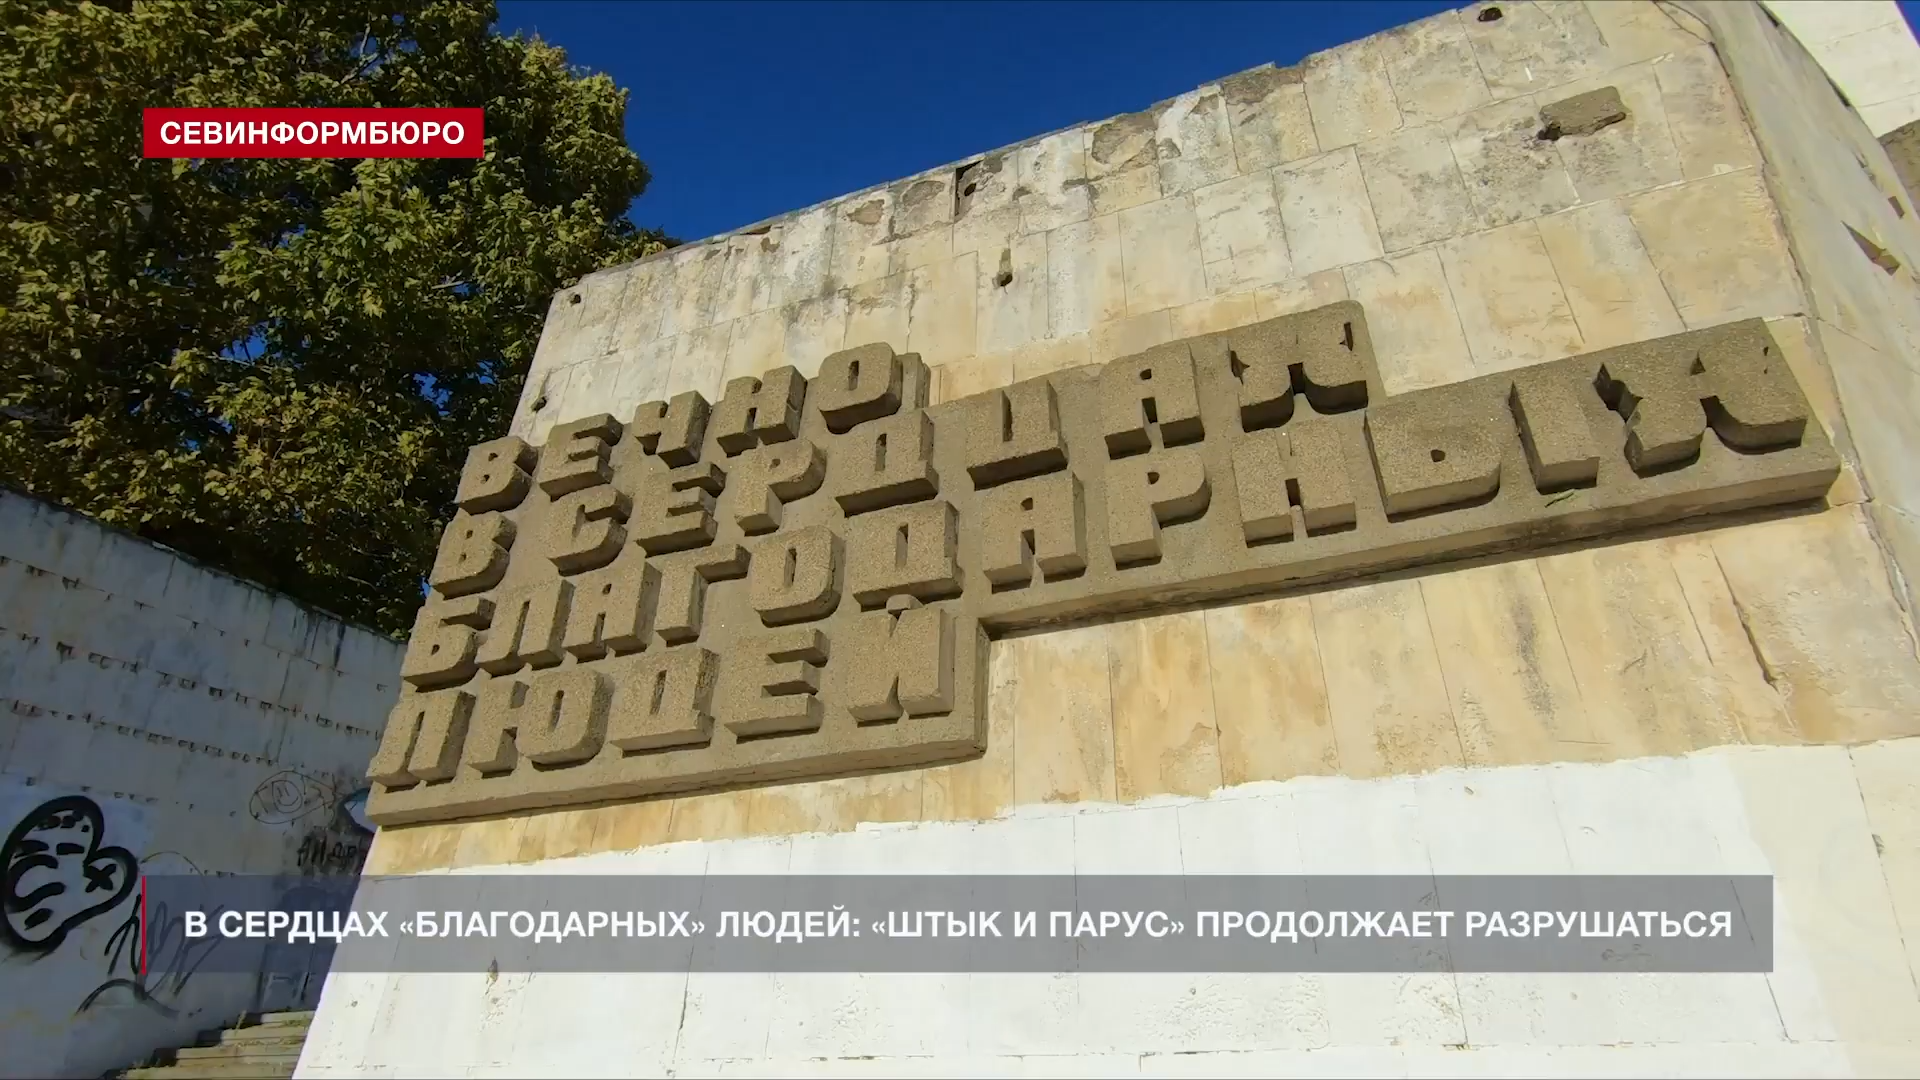 СЕВИНФОРМБЮРО
ВЕЧНО
В СЕРДЦАХ
БЛАГОДАРНЫХ
ЛЮДЕЙ
В СЕРДЦАХ «БЛАГОДАРНЫХ» ЛЮДЕЙ: «ШТЫК И ПАРУС» ПРОДОЛЖАЕТ РАЗРУШАТЬСЯ